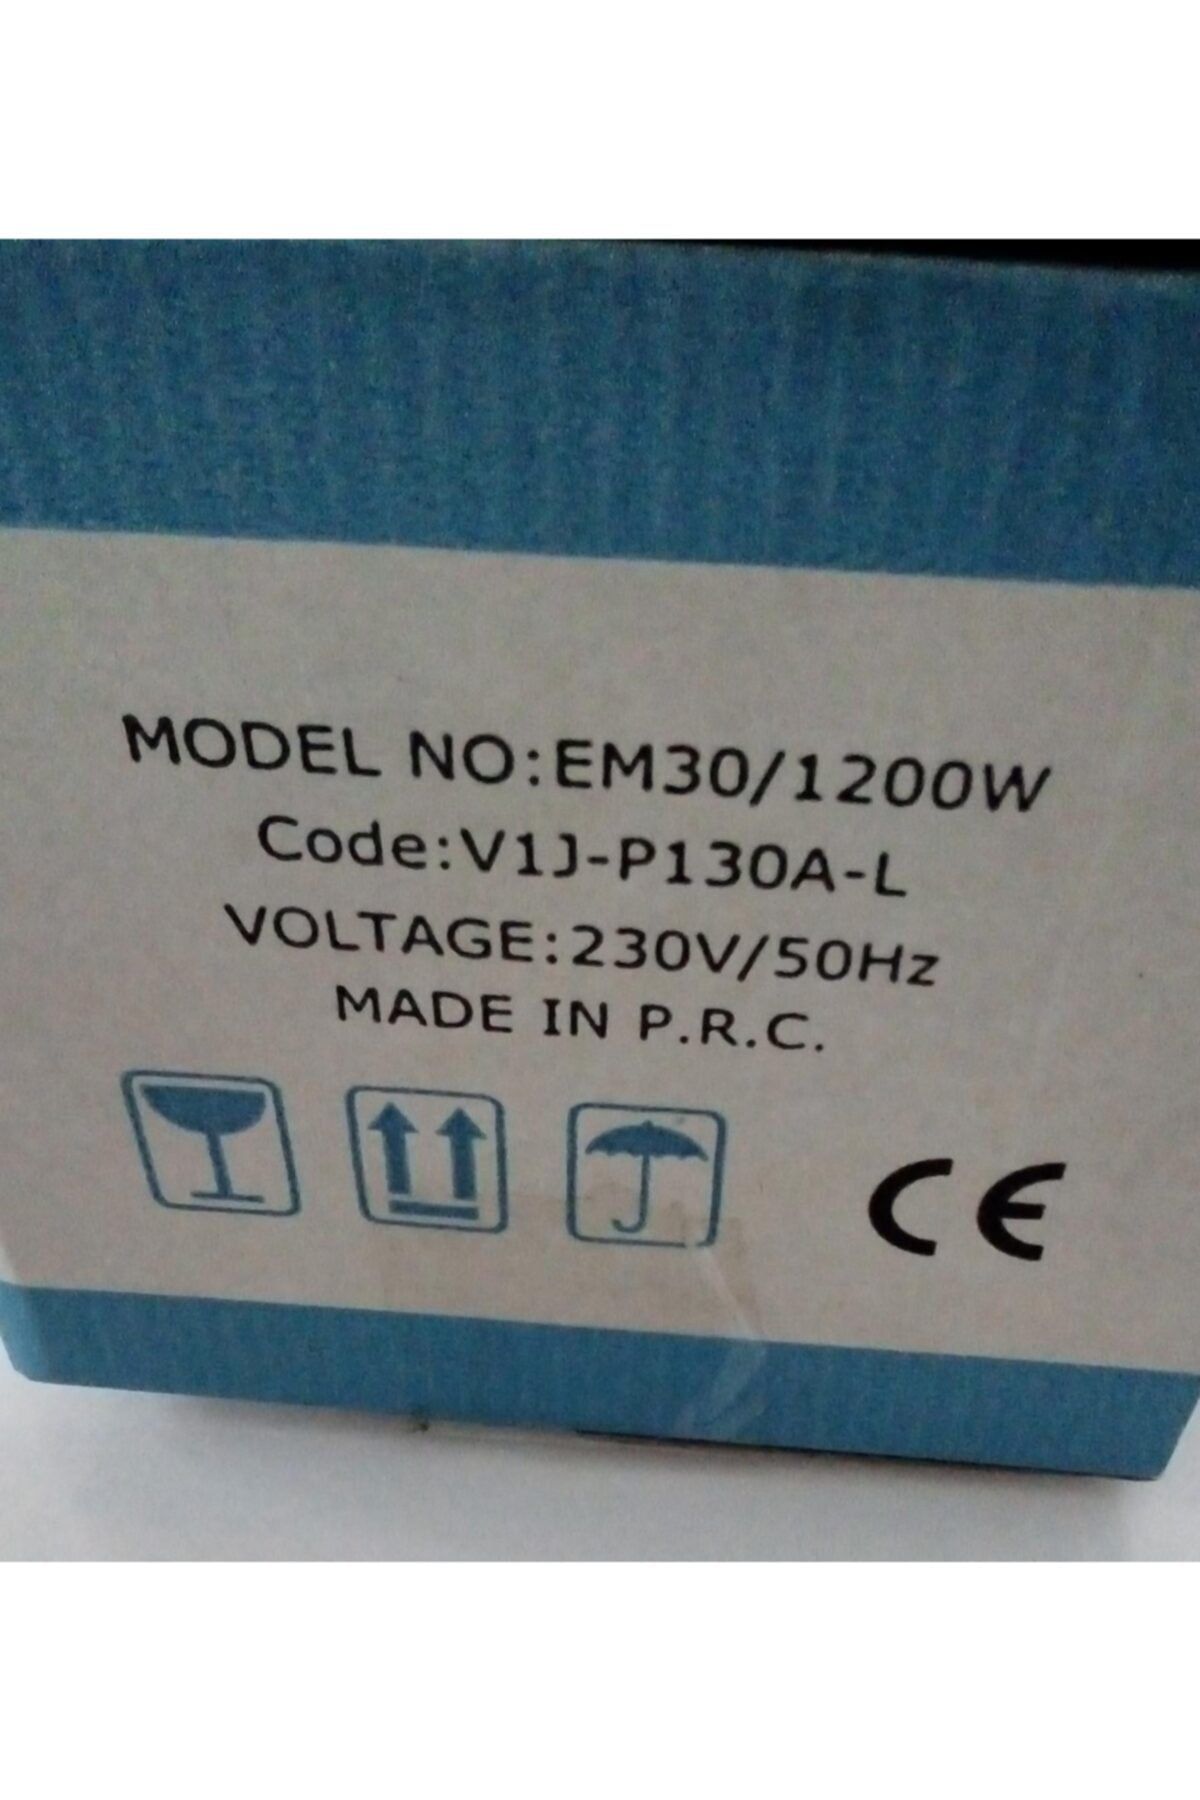 MODEL NO:EM30/1200W
Code:V1J-P130A-L
VOLTAGE:230V/50Hz
MADE IN P.R.C.
CE